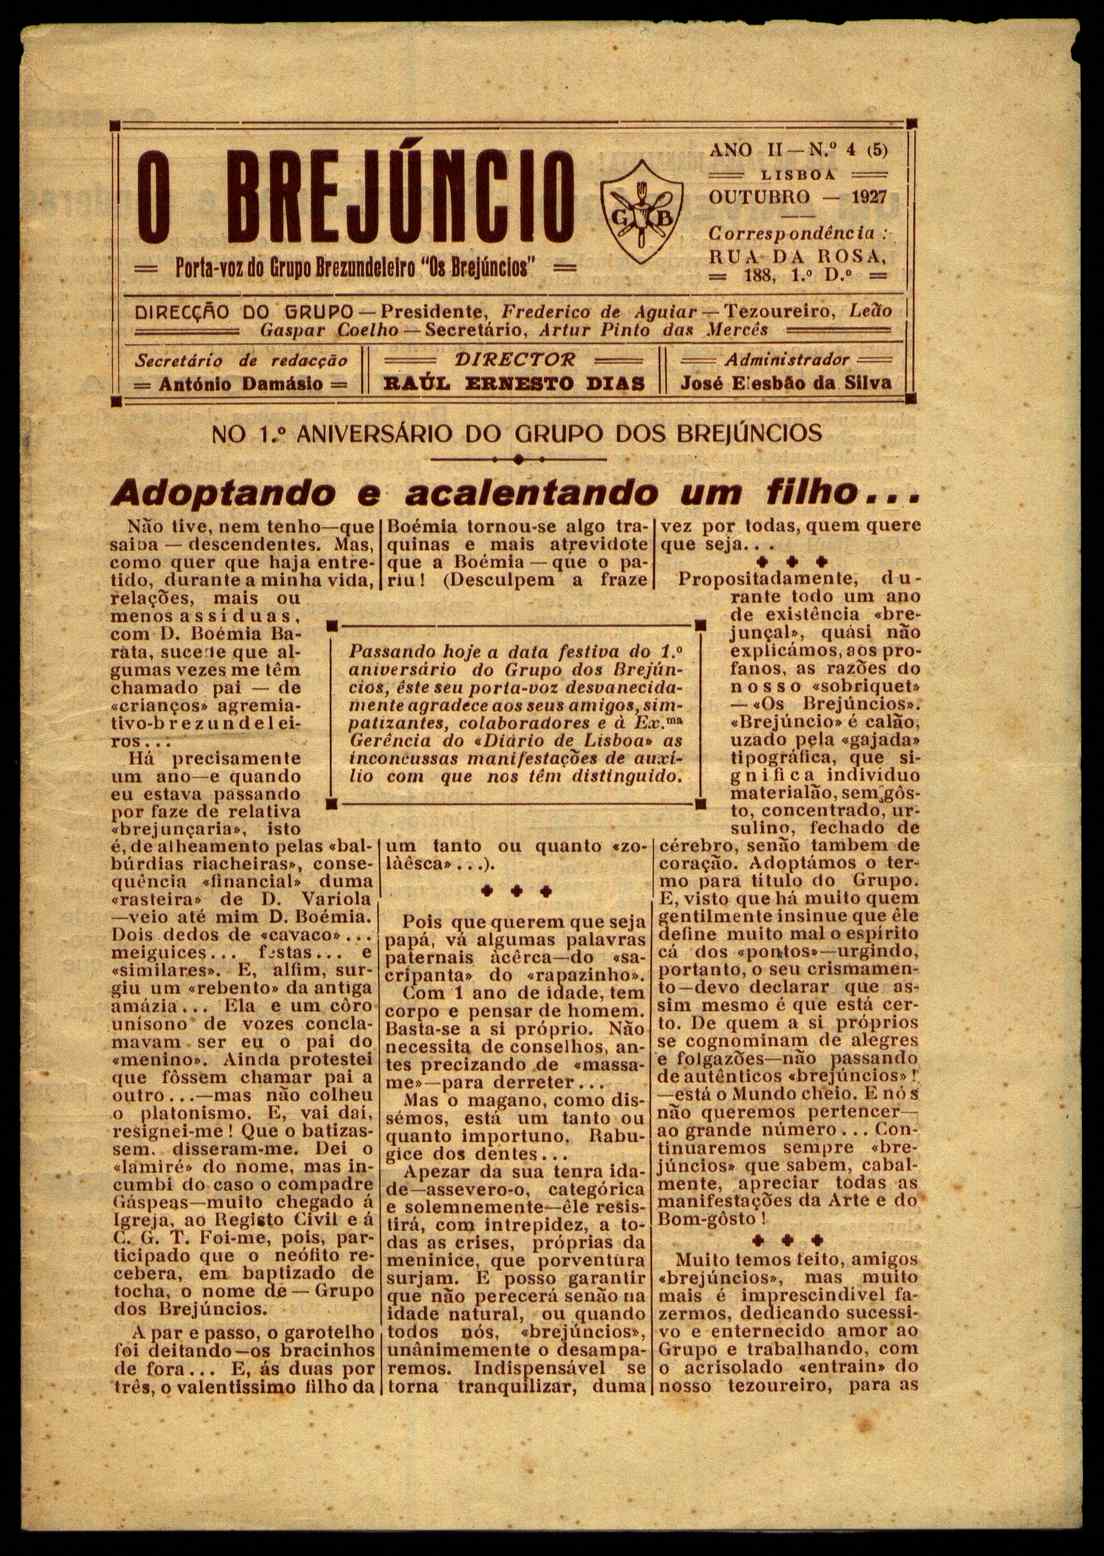 O BREJÚNCIO
Porta-voz do Grupo Brezundeleiro "Os Brejúncios"
G B
ANO II — N.º 4 (5)
LISBOA
OUTUBRO — 1927
Correspondência:
RUA DA ROSA,
188, 1.º D.º
DIRECÇÃO DO GRUPO — Presidente, Frederico de Aguiar — Tezoureiro, Leão
Gaspar Coelho — Secretário, Artur Pinto das Mercês
Secretário de redacção
António Damásio
DIRECTOR
RAÚL ERNESTO DIAS
Administrador
José Elesbão da Silva
NO 1.º ANIVERSÁRIO DO GRUPO DOS BREJÚNCIOS
Adoptando e acalentando um filho...
Não tive, nem tenho—que
saiba — descendentes. Mas,
como quer que haja entre-
tido, durante a minha vida,
relações, mais ou
menos assíduas,
com D. Boémia Ba-
rata, sucede que al-
gumas vezes me têm
chamado pai — de
«crianços» agremia-
tivo-brezundelei-
ros...
Há precisamente
um ano—e quando
eu estava passando
por faze de relativa
«brejunçaria», isto
é, de alheamento pelas «bal-
búrdias riacheiras», conse-
quência «financial» duma
«rasteira» de D. Varíola
—veio até mim D. Boémia.
Dois dedos de «cavaco»...
meiguices... festas... e
«similares». E, alfim, sur-
giu um «rebento» da antiga
amázia... Ela e um côro
unísono de vozes concla-
mavam ser eu o pai do
«menino». Ainda protestei
que fôssem chamar pai a
outro...—mas não colheu
o platonismo. E, vai daí,
resignei-me! Que o batizas-
sem. disseram-me. Dei o
«lamiré» do nome, mas in-
cumbi do caso o compadre
Gáspeas—muito chegado á
Igreja, ao Registo Civil e á
C. G. T. Foi-me, pois, par-
ticipado que o neófito re-
cebera, em baptizado de
tocha, o nome de — Grupo
dos Brejúncios.
A par e passo, o garotelho
foi deitando—os bracinhos
de fora... E, ás duas por
três, o valentissimo filho da
Boémia tornou-se algo tra-
quinas e mais atrevidote
que a Boémia — que o pa-
riu! (Desculpem a fraze
Passando hoje a data festiva do 1.º
aniversário do Grupo dos Brejún-
cios, êste seu porta-voz desvanecida-
mente agradece aos seus amigos, sim-
patizantes, colaboradores e à Ex.ma
Gerência do «Diário de Lisboa» as
inconcussas manifestações de auxí-
lio com que nos têm distinguido.
um tanto ou quanto «zo-
làesca»...).
Pois que querem que seja
papá, vá algumas palavras
paternais àcêrca—do «sa-
cripanta» do «rapazinho».
Com 1 ano de idade, tem
corpo e pensar de homem.
Basta-se a si próprio. Não
necessita de conselhos, an-
tes precizando de «massa-
me»—para derreter...
Mas o magano, como dis-
sémos, está um tanto ou
quanto importuno, Rabu-
gice dos dentes...
Apezar da sua tenra ida-
de—assevero-o, categórica
e solemnemente—êle resis-
tirá, com intrepidez, a to-
das as crises, próprias da
meninice, que porventura
surjam. E posso garantir
que não perecerá senão na
idade natural, ou quando
todos nós, «brejúncios»,
unânimemente o desampa-
remos. Indispensável se
torna tranquilizar, duma
vez por todas, quem quere
que seja...
Propositadamente, du-
rante todo um ano
de existência «bre-
junçal», quási não
explicámos, aos pro-
fanos, as razões do
nosso «sobriquet»
—«Os Brejúncios».
«Brejúncio» é calão,
uzado pela «gajada»
tipográfica, que si-
gnifica indivíduo
materialão, sem gôs-
to, concentrado, ur-
sulino, fechado de
cérebro, senão tambem de
coração. Adoptámos o ter-
mo para título do Grupo.
E, visto que há muito quem
gentilmente insinue que êle
define muito mal o espírito
cá dos «pontos»—urgindo,
portanto, o seu crismamen-
to—devo declarar que as-
sim mesmo é que está cer-
to. De quem a si próprios
se cognominam de alegres
e folgazões—não passando
de autênticos «brejúncios»!
—está o Mundo cheio. E nós
não queremos pertencer—
ao grande número... Con-
tinuaremos sempre «bre-
júncios» que sabem, cabal-
mente, apreciar todas as
manifestações da Arte e do
Bom-gôsto!
Muito temos feito, amigos
«brejúncios», mas muito
mais é imprescindível fa-
zermos, dedicando sucessi-
vo e enternecido amor ao
Grupo e trabalhando, com
o acrisolado «entrain» do
nosso tezoureiro, para as